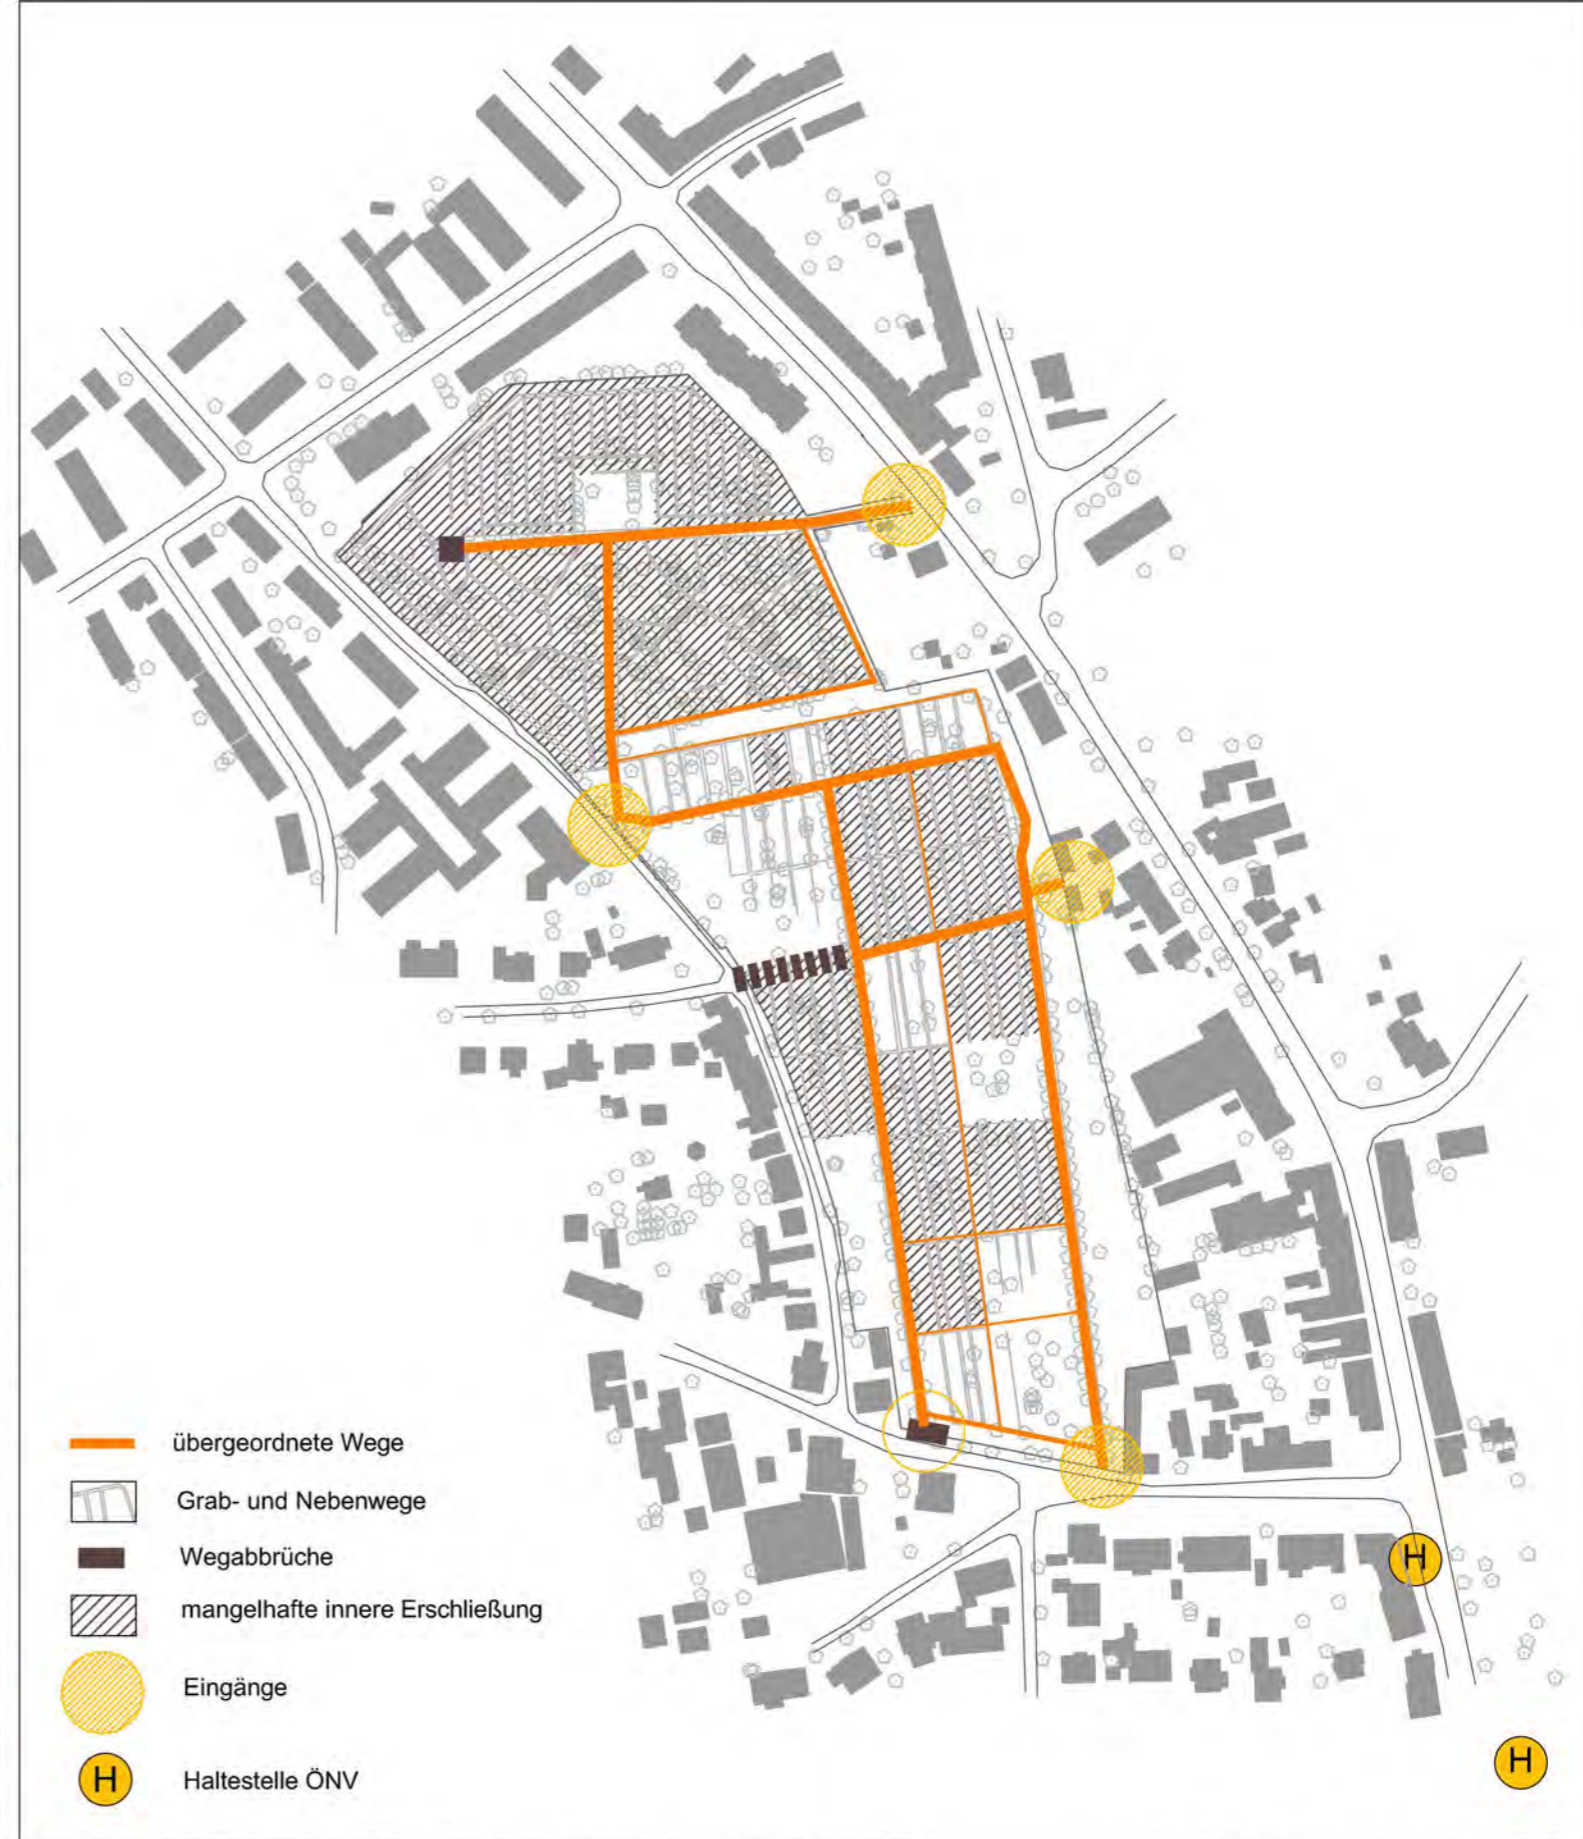 übergeordnete Wege
Grab- und Nebenwege
Wegabbrüche
mangelhafte innere Erschließung
Eingänge
H
Haltestelle ÖNV
H
H